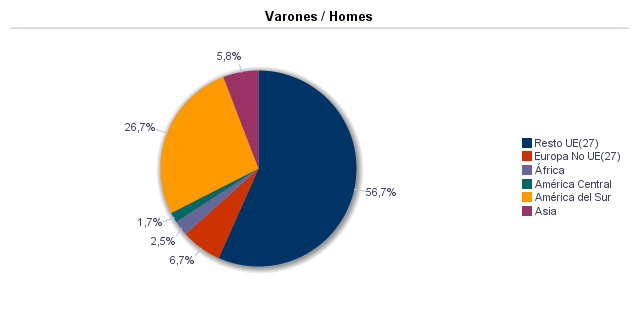 Varones / Homes
5,8%
26,7%
56,7%
1,7%
2,5%
6,7%
Resto UE(27)
Europa No UE(27)
África
América Central
América del Sur
Asia